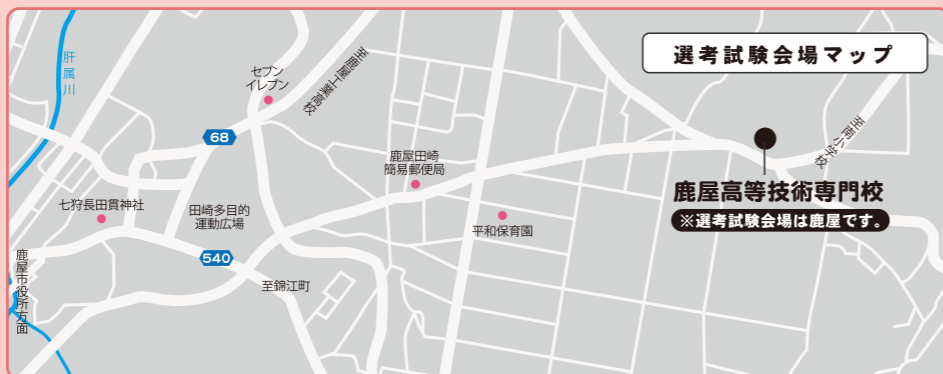 選考試験会場マップ
肝属川
セブン
イレブン
至鹿屋工業高校
68
鹿屋田崎
簡易郵便局
至南小学校
鹿屋高等技術専門校
※選考試験会場は鹿屋です。
七狩長田貫神社
田崎多目的
運動広場
平和保育園
540
至錦江町
鹿屋市役所方面